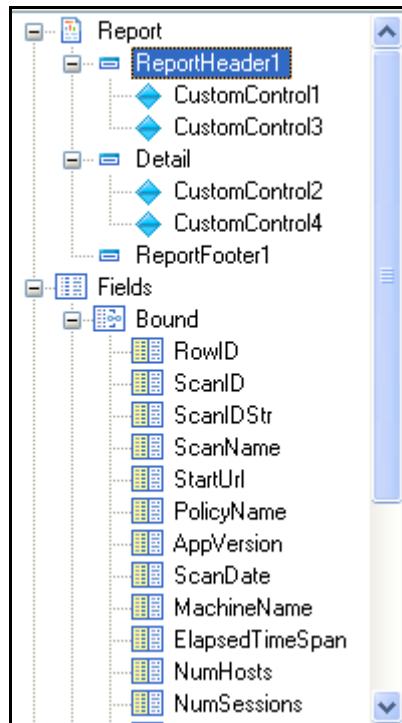 Report
ReportHeader1
CustomControl1
CustomControl3
Detail
CustomControl2
CustomControl4
ReportFooter1
Fields
Bound
RowID
ScanID
ScanIDStr
ScanName
StartUrl
PolicyName
AppVersion
ScanDate
MachineName
ElapsedTimeSpan
NumHosts
NumSessions